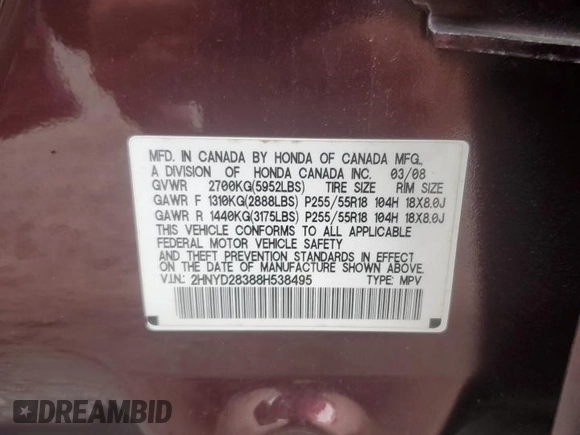 MFD. IN CANADA BY HONDA OF CANADA MFG.,
A DIVISION OF HONDA CANADA INC. 03/08
GVWR 2700KG(5952LBS) TIRE SIZE RIM SIZE
GAWR F 1310KG(2888LBS) P255/55R18 104H 18X8.0J
GAWR R 1440KG(3175LBS) P255/55R18 104H 18X8.0J
THIS VEHICLE CONFORMS TO ALL APPLICABLE
FEDERAL MOTOR VEHICLE SAFETY
AND THEFT PREVENTION STANDARDS IN EFFECT
ON THE DATE OF MANUFACTURE SHOWN ABOVE.
V.I.N.: 2HNYD28388H538495 TYPE: MPV
DREAMBID